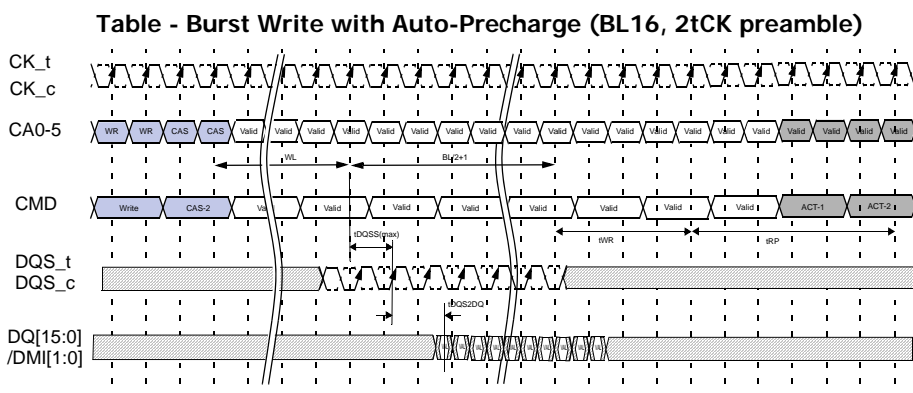 Table - Burst Write with Auto-Precharge (BL16, 2tCK preamble)
CK_t
CK_c
CA0-5 WR WR CAS CAS Valid Valid Valid Valid Valid Valid Valid Valid Valid Valid Valid Valid Valid Valid Valid Valid Valid Valid Valid Valid
WL BL/2+1
CMD Write CAS-2 Valid Valid Valid Valid Valid Valid Valid Valid ACT-1 ACT-2
tDQSS(max) tWR tRP
DQS_t
DQS_c
tDQS2DQ
DQ[15:0]
/DMI[1:0]